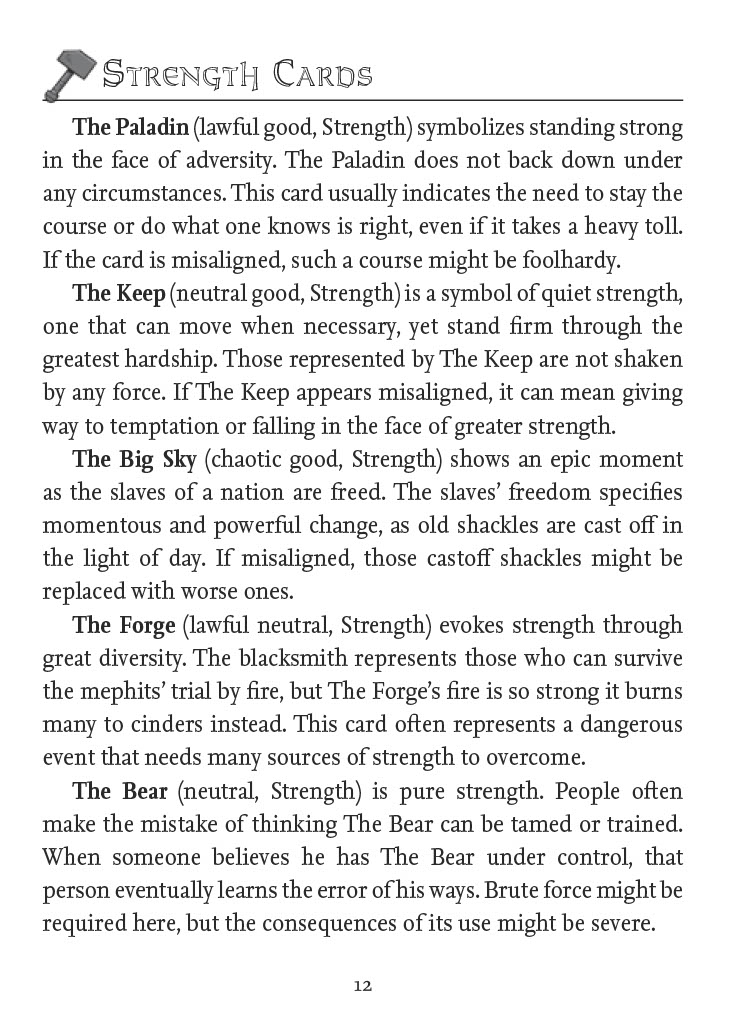 Strength Cards
The Paladin (lawful good, Strength) symbolizes standing strong
in the face of adversity. The Paladin does not back down under
any circumstances. This card usually indicates the need to stay the
course or do what one knows is right, even if it takes a heavy toll.
If the card is misaligned, such a course might be foolhardy.
The Keep (neutral good, Strength) is a symbol of quiet strength,
one that can move when necessary, yet stand firm through the
greatest hardship. Those represented by The Keep are not shaken
by any force. If The Keep appears misaligned, it can mean giving
way to temptation or falling in the face of greater strength.
The Big Sky (chaotic good, Strength) shows an epic moment
as the slaves of a nation are freed. The slaves’ freedom specifies
momentous and powerful change, as old shackles are cast off in
the light of day. If misaligned, those castoff shackles might be
replaced with worse ones.
The Forge (lawful neutral, Strength) evokes strength through
great diversity. The blacksmith represents those who can survive
the mephits’ trial by fire, but The Forge’s fire is so strong it burns
many to cinders instead. This card often represents a dangerous
event that needs many sources of strength to overcome.
The Bear (neutral, Strength) is pure strength. People often
make the mistake of thinking The Bear can be tamed or trained.
When someone believes he has The Bear under control, that
person eventually learns the error of his ways. Brute force might be
required here, but the consequences of its use might be severe.
12